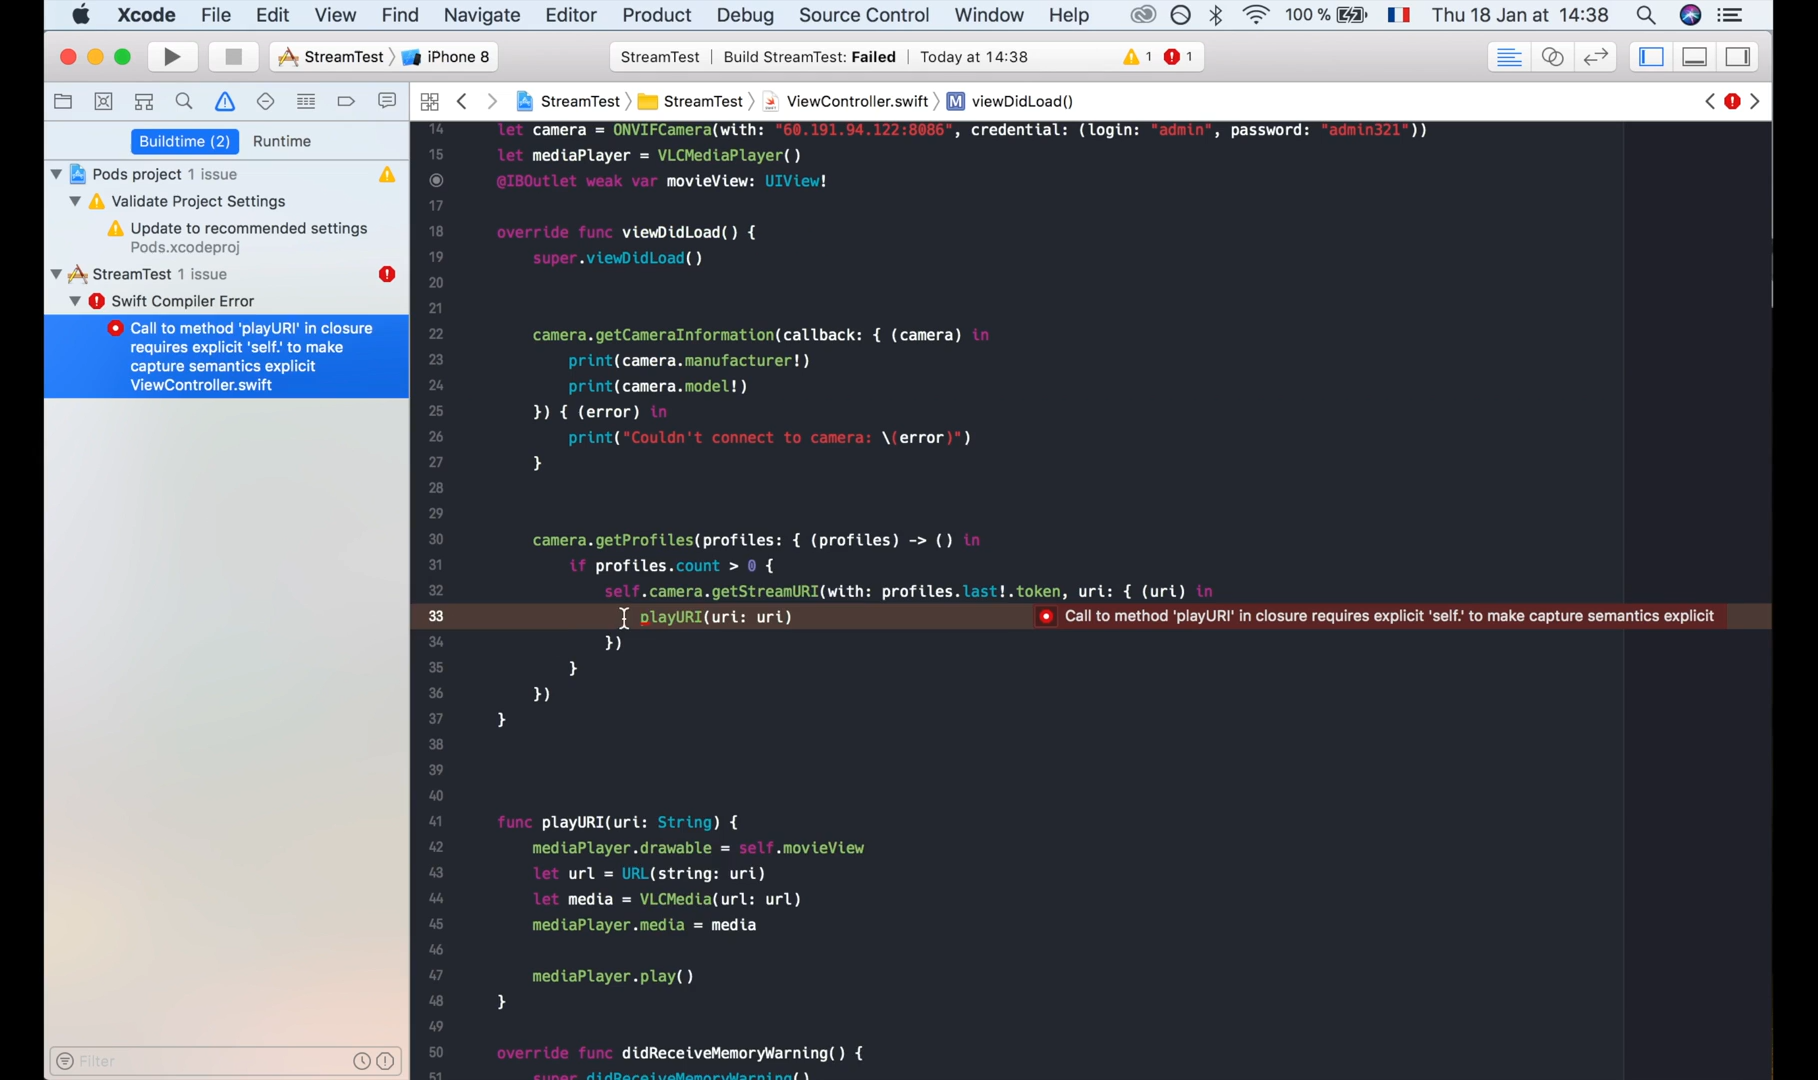 Xcode File Edit View Find Navigate Editor Product Debug Source Control Window Help 100 % Thu 18 Jan at 14:38
StreamTest iPhone 8 StreamTest | Build StreamTest: Failed | Today at 14:38 1 1
StreamTest StreamTest ViewController.swift M viewDidLoad()
Buildtime (2) Runtime
Pods project 1 issue
Validate Project Settings
Update to recommended settings
Pods.xcodeproj
StreamTest 1 issue
Swift Compiler Error
Call to method 'playURI' in closure
requires explicit 'self.' to make
capture semantics explicit
ViewController.swift
Filter
14 let camera = ONVIFCamera(with: "60.191.94.122:8086", credential: (login: "admin", password: "admin321"))
15 let mediaPlayer = VLCMediaPlayer()
@IBOutlet weak var movieView: UIView!
17
18 override func viewDidLoad() {
19 super.viewDidLoad()
20
21
22 camera.getCameraInformation(callback: { (camera) in
23 print(camera.manufacturer!)
24 print(camera.model!)
25 }) { (error) in
26 print("Couldn't connect to camera: \(error)")
27 }
28
29
30 camera.getProfiles(profiles: { (profiles) -> () in
31 if profiles.count > 0 {
32 self.camera.getStreamURI(with: profiles.last!.token, uri: { (uri) in
33 playURI(uri: uri) Call to method 'playURI' in closure requires explicit 'self.' to make capture semantics explicit
34 })
35 }
36 })
37 }
38
39
40
41 func playURI(uri: String) {
42 mediaPlayer.drawable = self.movieView
43 let url = URL(string: uri)
44 let media = VLCMedia(url: url)
45 mediaPlayer.media = media
46
47 mediaPlayer.play()
48 }
49
50 override func didReceiveMemoryWarning() {
51 super.didReceiveMemoryWarning()